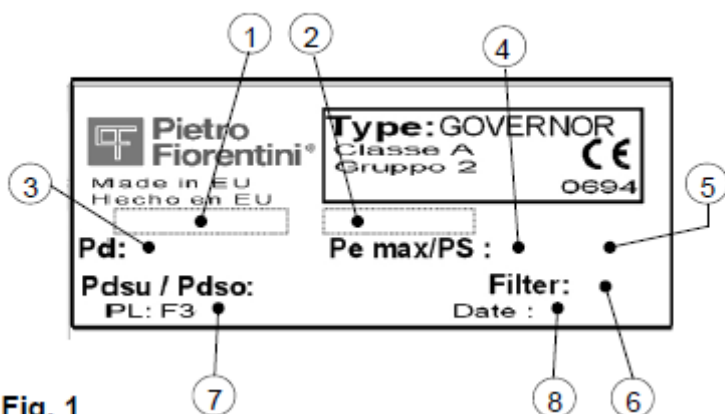 1 2 4
Pietro
Fiorentini®
Type: GOVERNOR
Classe A
Gruppo 2
CE
0694
3 5
Made in EU
Hecho en EU
Pd: Pe max/PS :
Pdsu / Pdso: Filter:
PL: F3 Date :
Fig. 1 7 8 6